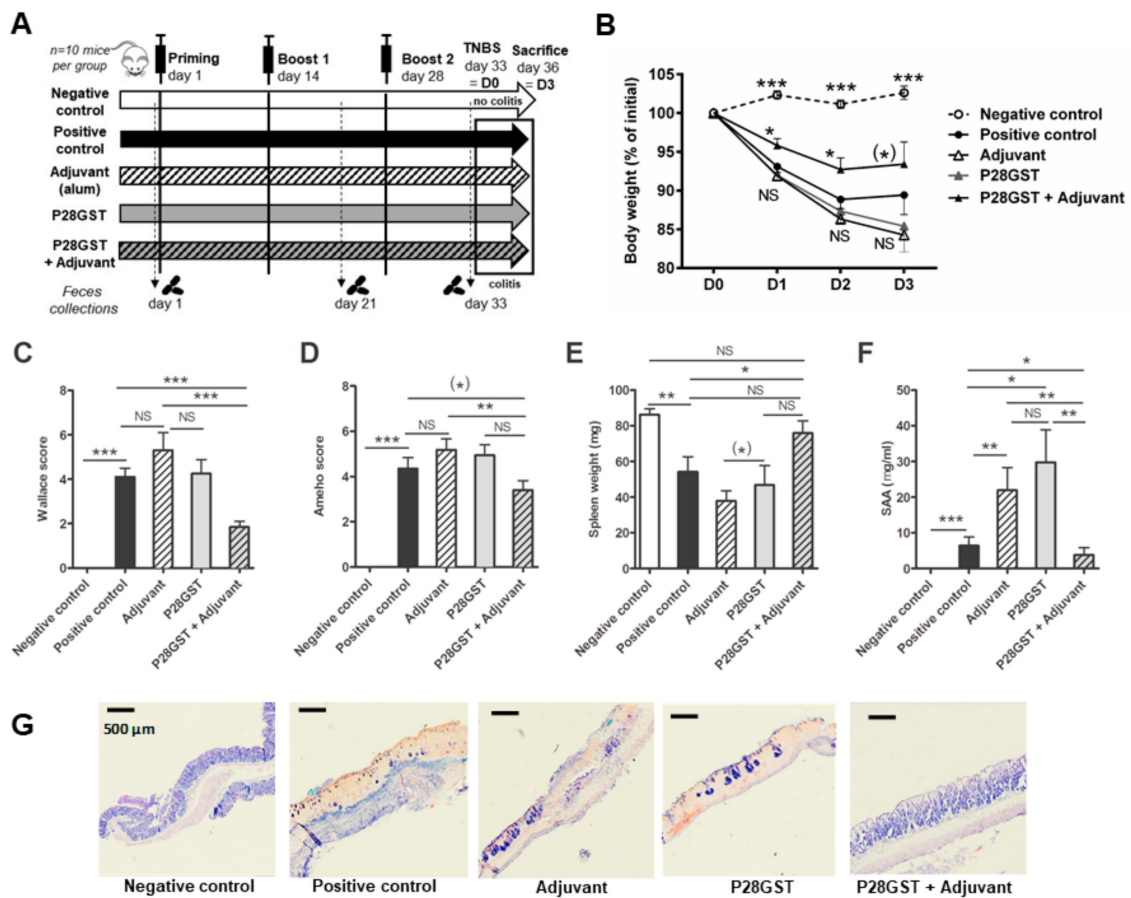 A
n=10 mice
per group
Priming
day 1
Boost 1
day 14
Boost 2
day 28
TNBS
day 33
= D0
Sacrifice
day 36
= D3
Negative
control
no colitis
Positive
control
Adjuvant
(alum)
P28GST
P28GST
+ Adjuvant
colitis
Feces
collections
day 1
day 21
day 33
B
Body weight (% of initial)
105
100
95
90
85
80
D0
D1
D2
D3
***
***
***
*
*
(*)
NS
NS
NS
Negative control
Positive control
Adjuvant
P28GST
P28GST + Adjuvant
C
Wallace score
8
6
4
2
0
***
***
NS
NS
***
Negative control
Positive control
Adjuvant
P28GST
P28GST + Adjuvant
D
Ameho score
8
6
4
2
0
(*)
**
NS
NS
***
Negative control
Positive control
Adjuvant
P28GST
P28GST + Adjuvant
E
Spleen weight (mg)
100
80
60
40
20
0
NS
*
**
NS
NS
(*)
Negative control
Positive control
Adjuvant
P28GST
P28GST + Adjuvant
F
SAA (mg/ml)
50
40
30
20
10
0
*
*
**
NS
**
**
***
Negative control
Positive control
Adjuvant
P28GST
P28GST + Adjuvant
G
500 µm
Negative control
Positive control
Adjuvant
P28GST
P28GST + Adjuvant